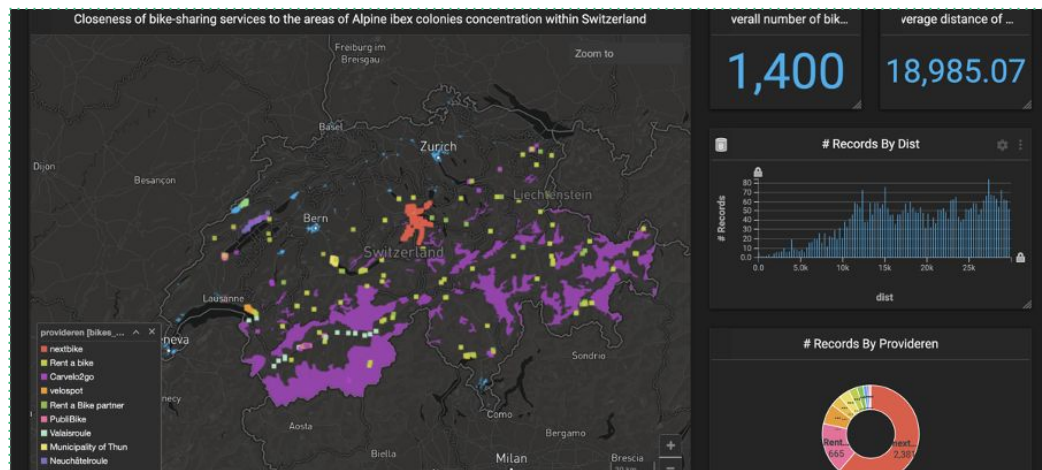 Closeness of bike-sharing services to the areas of Alpine ibex colonies concentration within Switzerland
verall number of bik...
verage distance of ...
1,400
18,985.07
Zoom to
Freiburg im
Breisgau
Basel
Zurich
Dijon
Besançon
Liechtenstein
Bern
Switzerland
Lausanne
eneva
necy
Aosta
Biella
Como
Sondrio
Bergamo
Milan
Brescia
provideren [bikes_...
nextbike
Rent a bike
Carvelo2go
velospot
Rent a Bike partner
PubliBike
Valaisroule
Municipality of Thun
Neuchâtelroule
# Records By Dist
# Records
80
70
60
50
40
30
20
10
0.0
0.0
5.0k
10k
15k
20k
25k
dist
# Records By Provideren
Rent...
665
next...
2,381